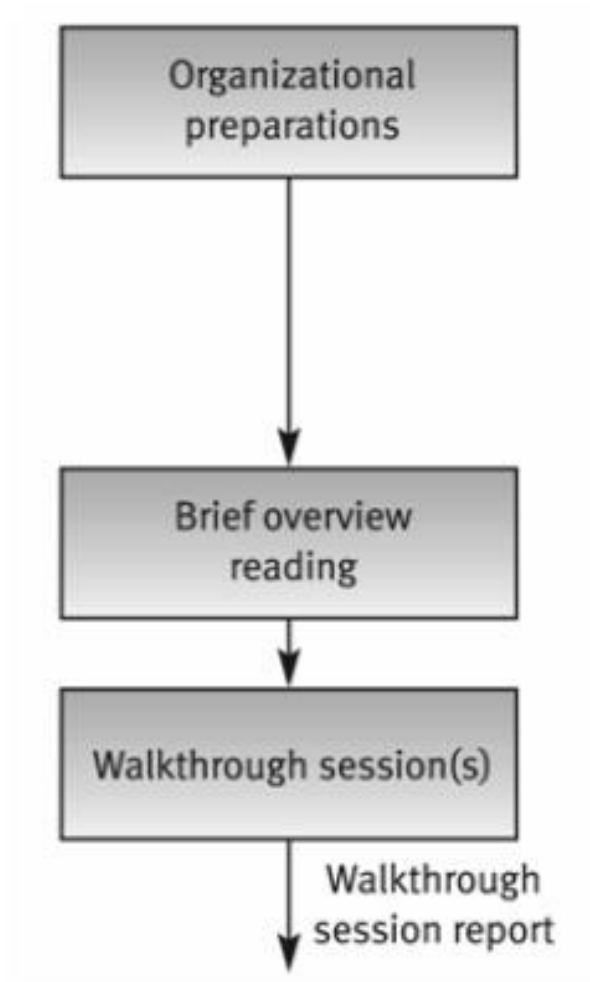 Organizational
preparations
Brief overview
reading
Walkthrough session(s)
Walkthrough
session report